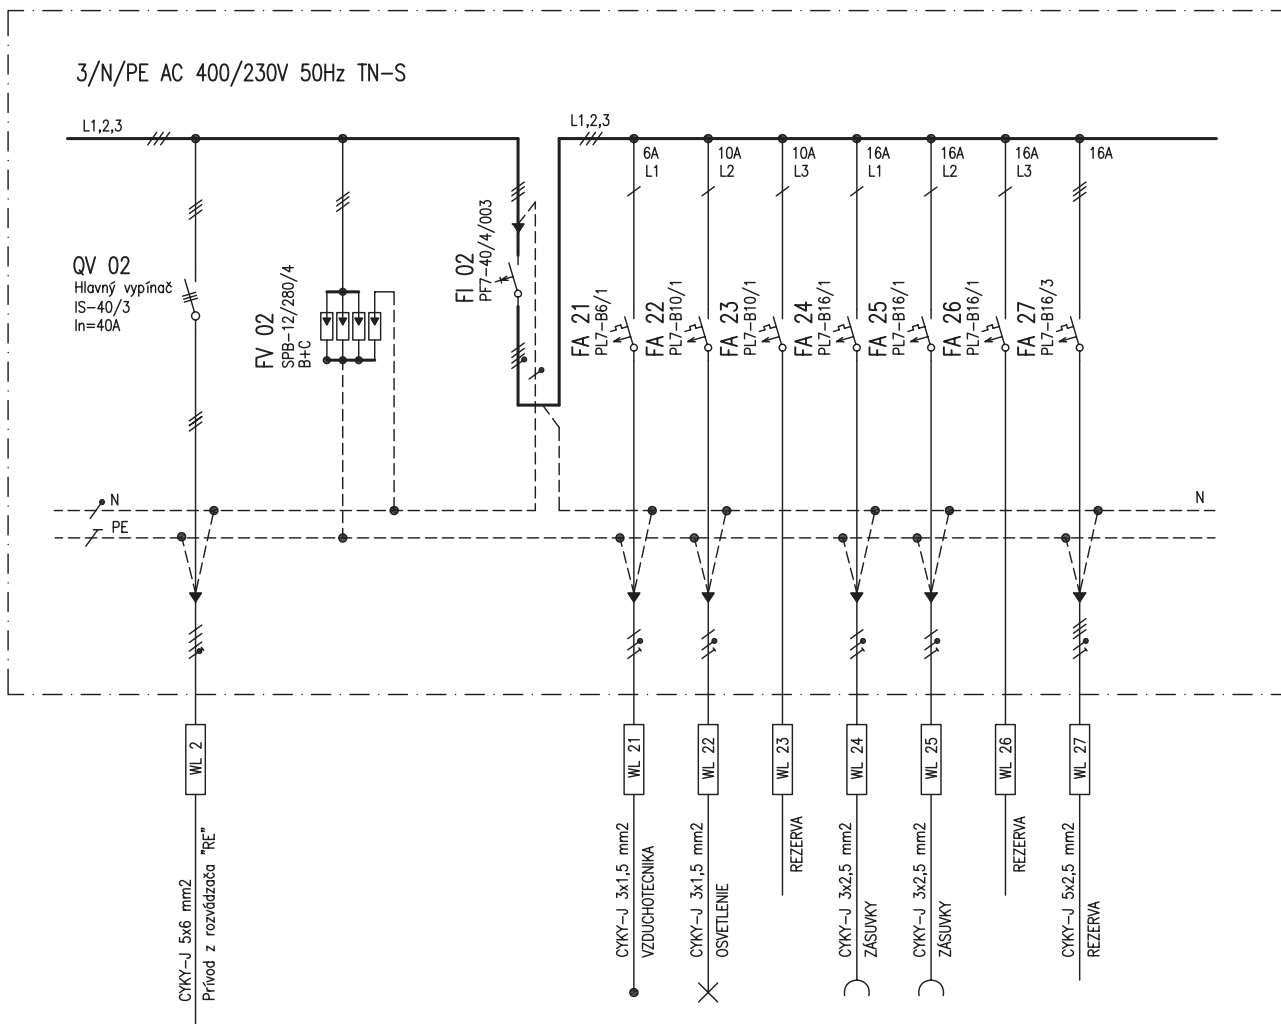 3/N/PE AC 400/230V 50Hz TN-S
L1,2,3
L1,2,3
6A
L1
10A
L2
10A
L3
16A
L1
16A
L2
16A
L3
16A
QV 02
Hlavný vypínač
IS-40/3
In=40A
FV 02
SPB-12/280/4
B+C
FI 02
PF7-40/4/003
FA 21
PL7-B6/1
FA 22
PL7-B10/1
FA 23
PL7-B10/1
FA 24
PL7-B16/1
FA 25
PL7-B16/1
FA 26
PL7-B16/1
FA 27
PL7-B16/3
N
PE
N
WL 2
WL 21
WL 22
WL 23
WL 24
WL 25
WL 26
WL 27
CYKY-J 5x6 mm2
Prívod z rozvádzača "RE"
CYKY-J 3x1,5 mm2
VZDUCHOTECNIKA
CYKY-J 3x1,5 mm2
OSVETLENIE
REZERVA
CYKY-J 3x2,5 mm2
ZÁSUVKY
CYKY-J 3x2,5 mm2
ZÁSUVKY
REZERVA
CYKY-J 5x2,5 mm2
REZERVA